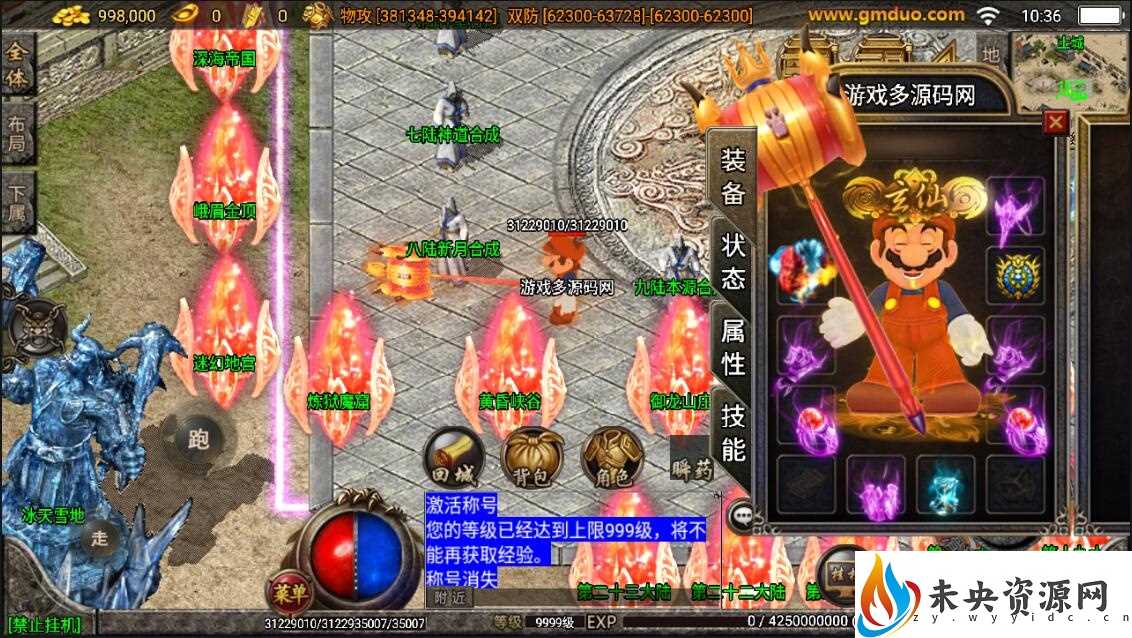 998,000
0
0
物攻 [381348-394142]
双防 [62300-63728]-[62300-62300]
www.gmduo.com
10:36
全体
布局
下属
深海帝国
七陆神道合成
地
土城
游戏多源码网
装备
状态
属性
技能
玄仙
峨眉金顶
八陆新月合成
31229010/31229010
游戏多源码网
九陆本源合
迷幻地宫
炼狱魔窟
黄昏峡谷
御龙山庄
跑
回城
背包
角色
瞬药
激活称号
您的等级已经达到上限999级，将不
能再获取经验。
称号消失
附近
冰天雪地
走
菜单
第二十三大陆
第二十二大陆
第
[禁止挂机]
31229010/3122935007/35007
等级
9999级
EXP
0 / 4250000000
未央资源网
zy.wyyidc.cn